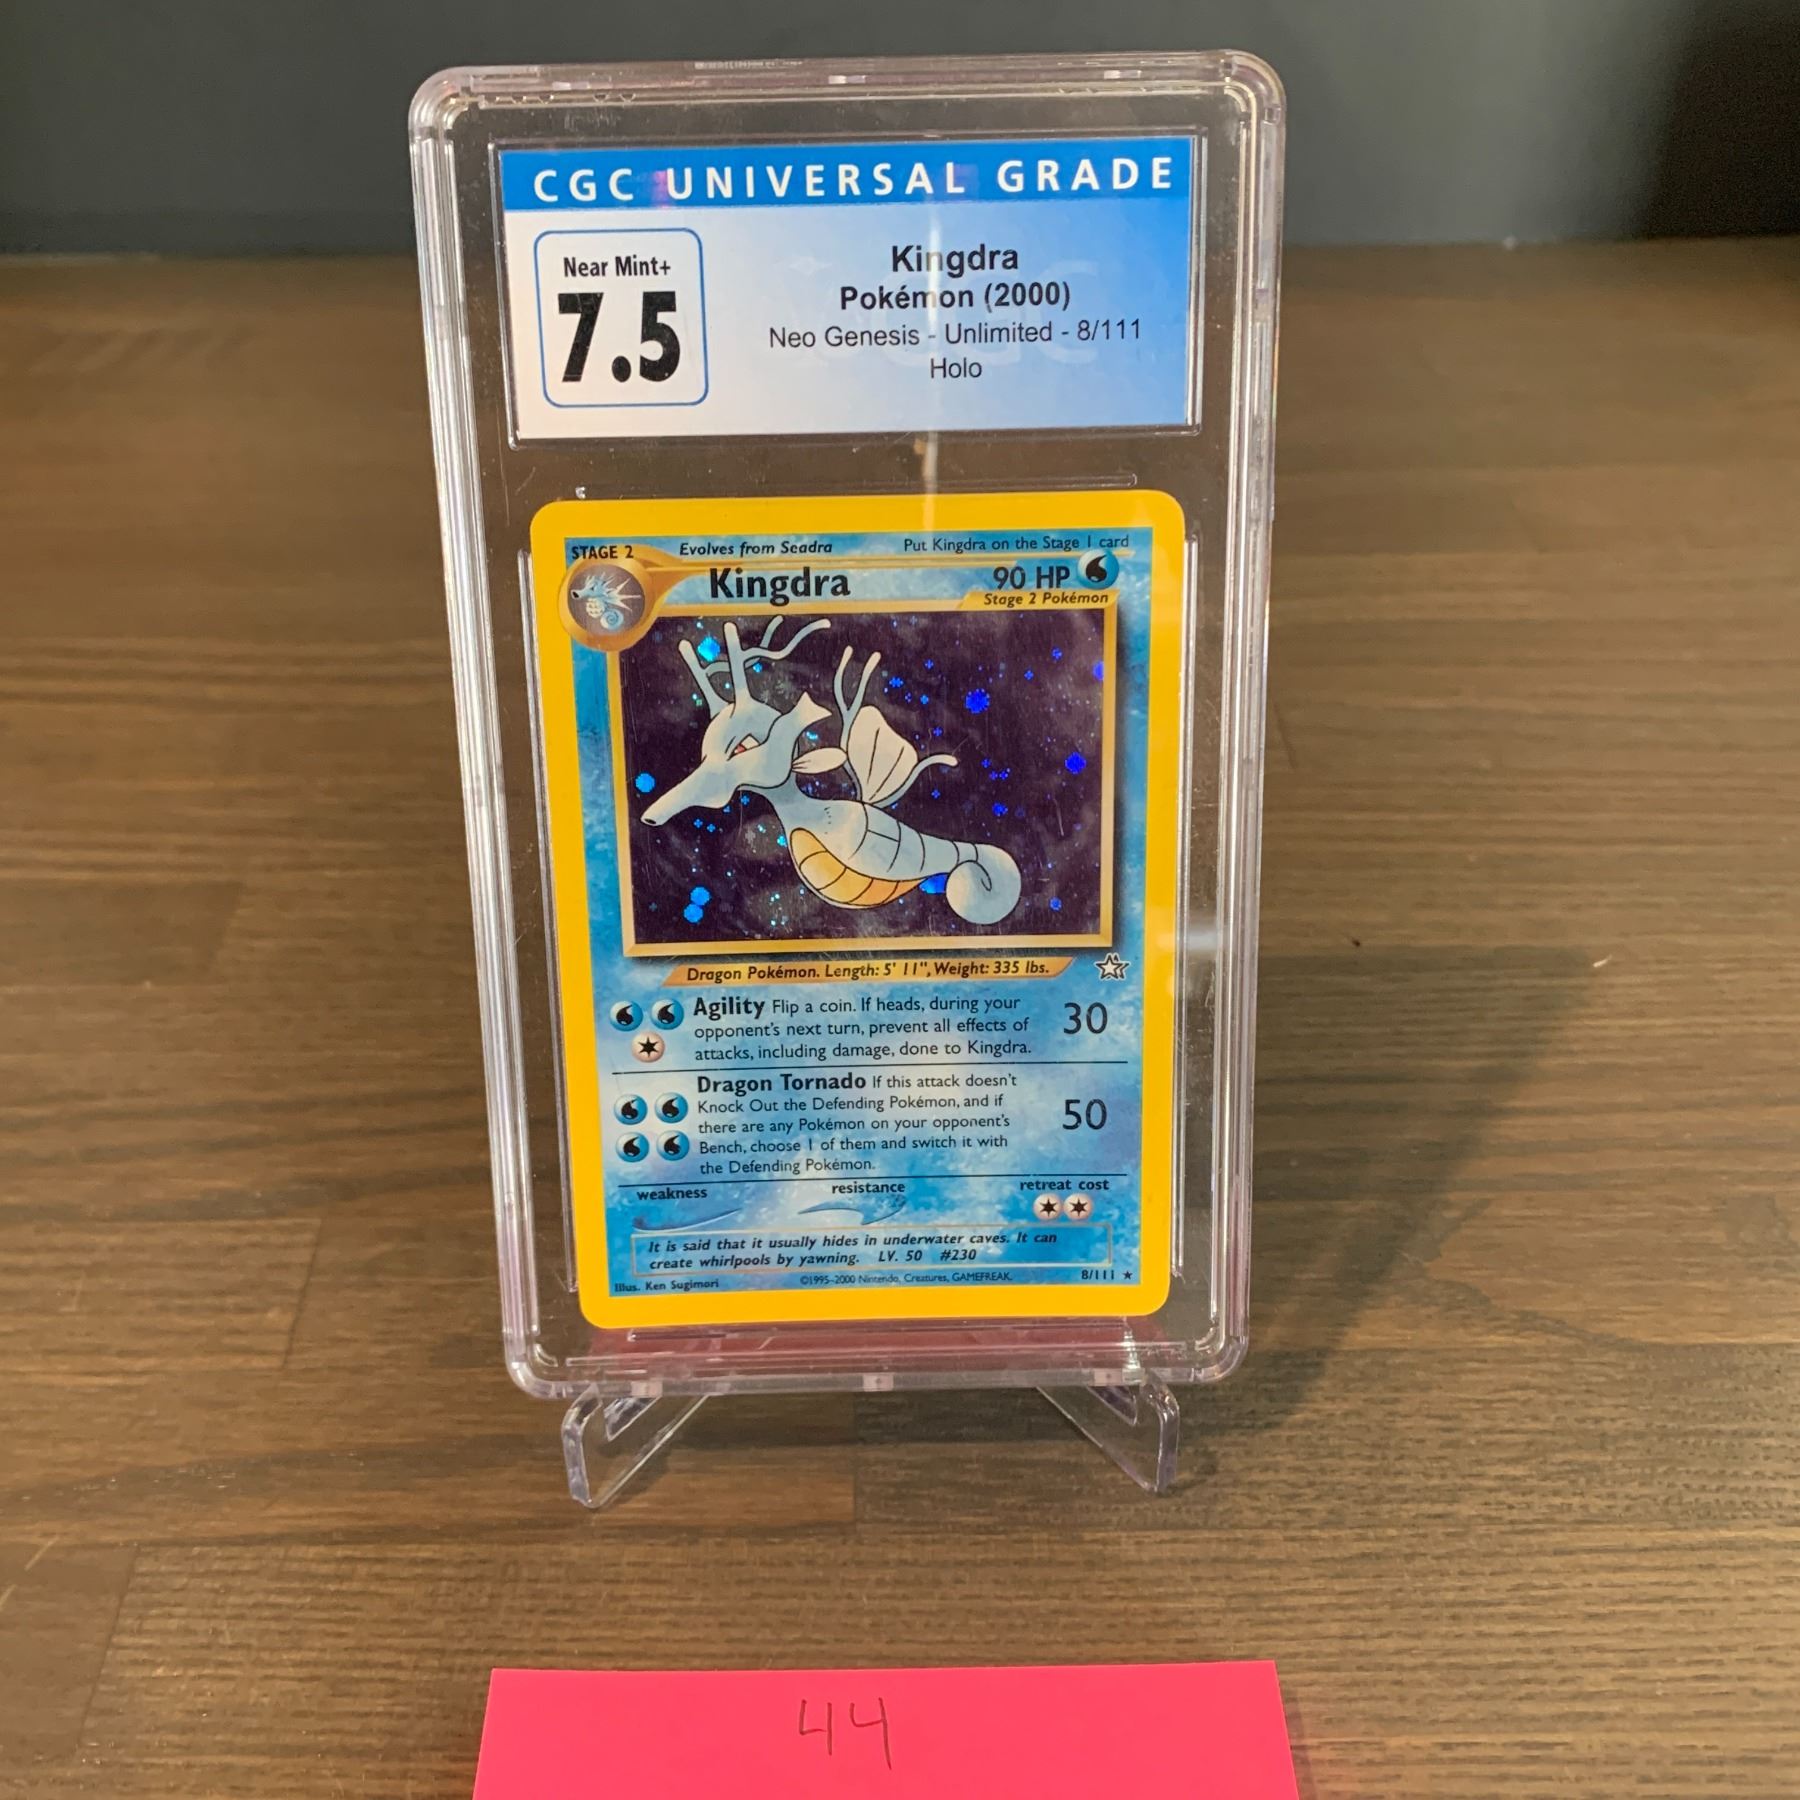 CGC UNIVERSAL GRADE
Near Mint+
7.5
Kingdra
Pokémon (2000)
Neo Genesis - Unlimited - 8/111
Holo
STAGE 2
Evolves from Seadra
Put Kingdra on the Stage 1 card
Kingdra
90 HP
Stage 2 Pokémon
Dragon Pokémon. Length: 5' 11", Weight: 335 lbs.
Agility Flip a coin. If heads, during your
opponent's next turn, prevent all effects of
attacks, including damage, done to Kingdra.
30
Dragon Tornado If this attack doesn't
Knock Out the Defending Pokémon, and if
there are any Pokémon on your opponent's
Bench, choose 1 of them and switch it with
the Defending Pokémon.
50
weakness
resistance
retreat cost
It is said that it usually hides in underwater caves. It can
create whirlpools by yawning. LV. 50 #230
Illus. Ken Sugimori
©1995-2000 Nintendo, Creatures, GAMEFREAK.
8/111 ★
44